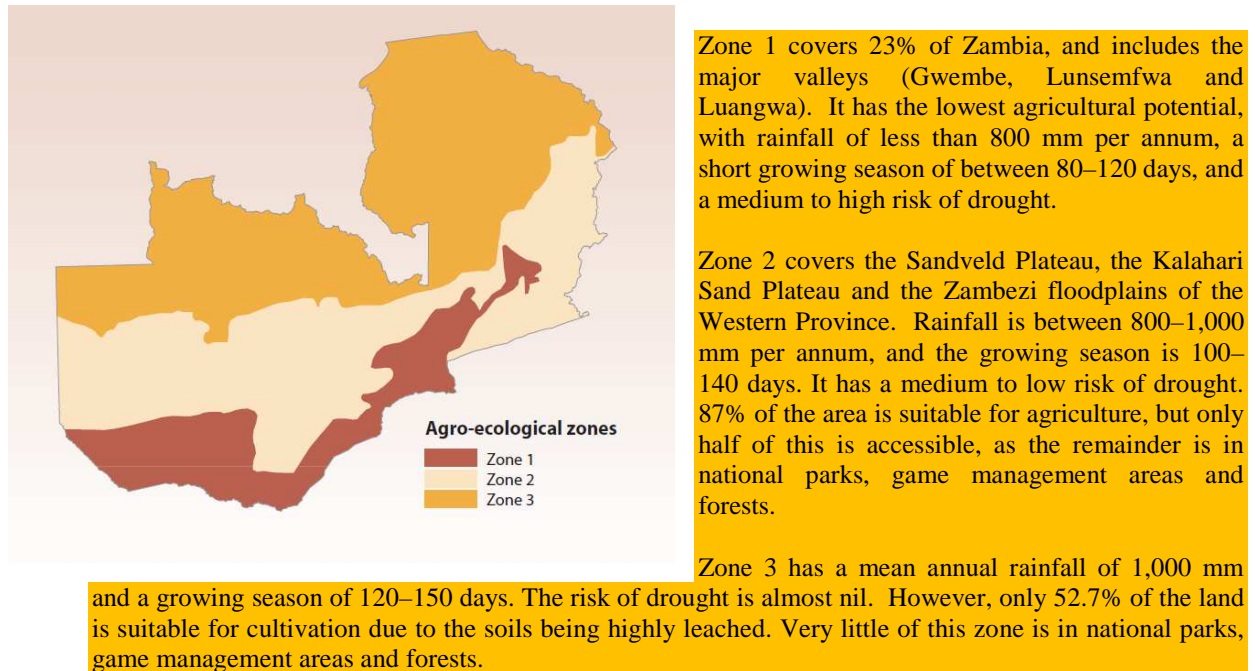 Zone 1 covers 23% of Zambia, and includes the
major valleys (Gwembe, Lunsemfwa and
Luangwa). It has the lowest agricultural potential,
with rainfall of less than 800 mm per annum, a
short growing season of between 80–120 days, and
a medium to high risk of drought.
Zone 2 covers the Sandveld Plateau, the Kalahari
Sand Plateau and the Zambezi floodplains of the
Western Province. Rainfall is between 800–1,000
mm per annum, and the growing season is 100–
140 days. It has a medium to low risk of drought.
87% of the area is suitable for agriculture, but only
half of this is accessible, as the remainder is in
national parks, game management areas and
forests.
Agro-ecological zones
Zone 1
Zone 2
Zone 3
Zone 3 has a mean annual rainfall of 1,000 mm
and a growing season of 120–150 days. The risk of drought is almost nil. However, only 52.7% of the land
is suitable for cultivation due to the soils being highly leached. Very little of this zone is in national parks,
game management areas and forests.